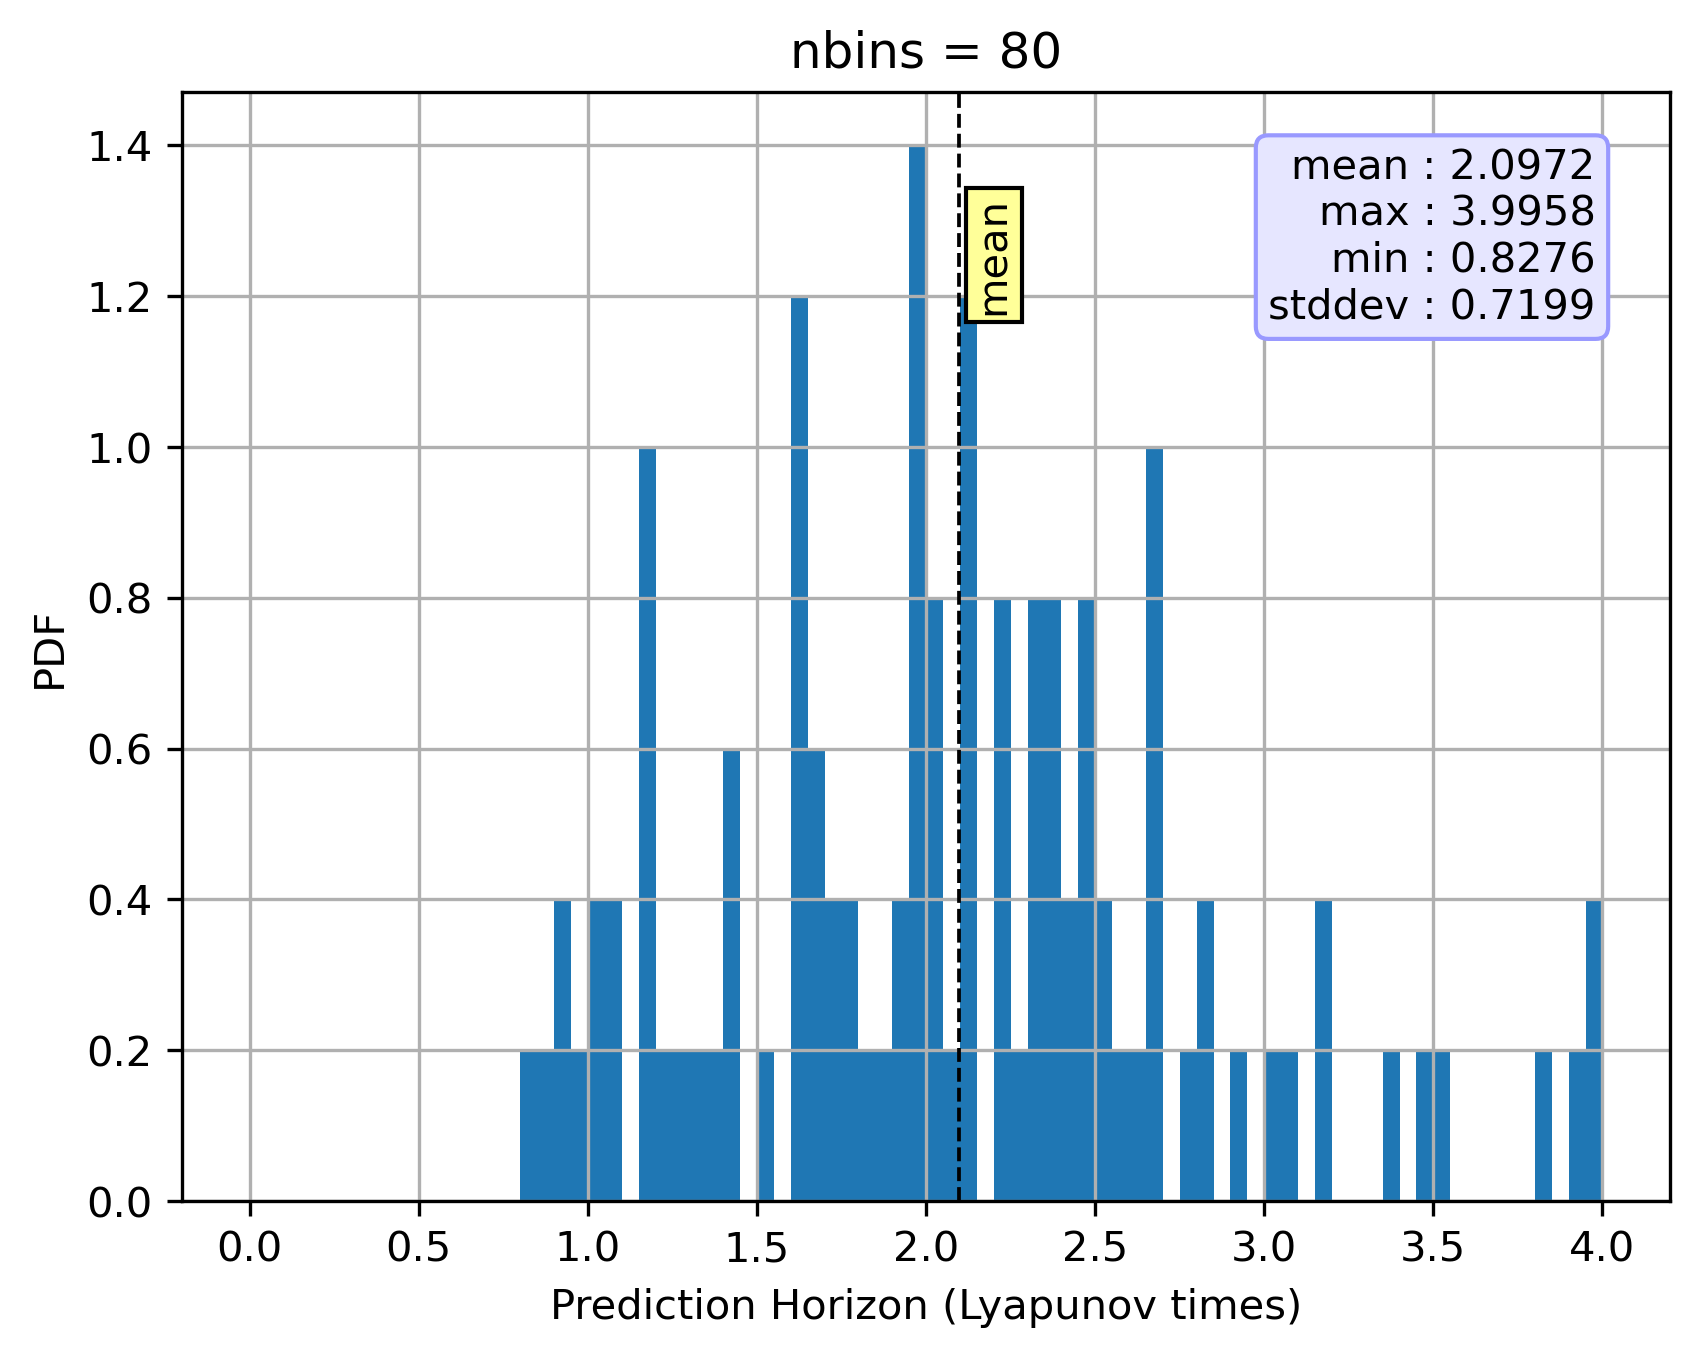 nbins = 80
mean : 2.0972
max : 3.9958
min : 0.8276
stddev : 0.7199
mean
PDF
1.4
1.2
1.0
0.8
0.6
0.4
0.2
0.0
0.0 0.5 1.0 1.5 2.0 2.5 3.0 3.5 4.0
Prediction Horizon (Lyapunov times)